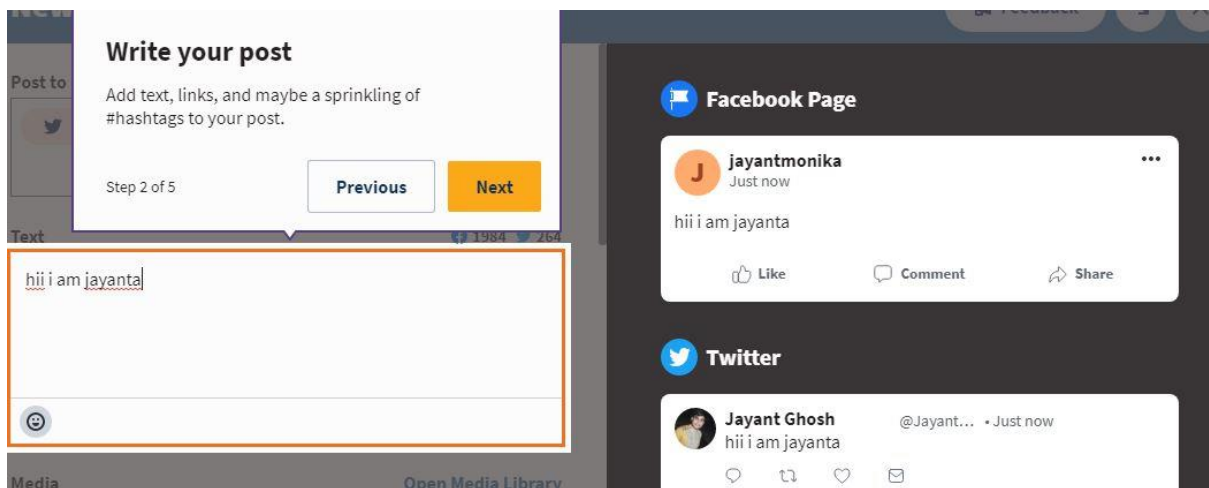 Write your post
Add text, links, and maybe a sprinkling of
#hashtags to your post.
Step 2 of 5
Previous
Next
Post to
Text
1984
264
hii i am jayanta
Media
Open Media Library
Feedback
Facebook Page
J
jayantmonika
Just now
hii i am jayanta
Like
Comment
Share
Twitter
Jayant Ghosh @Jayant... • Just now
hii i am jayanta